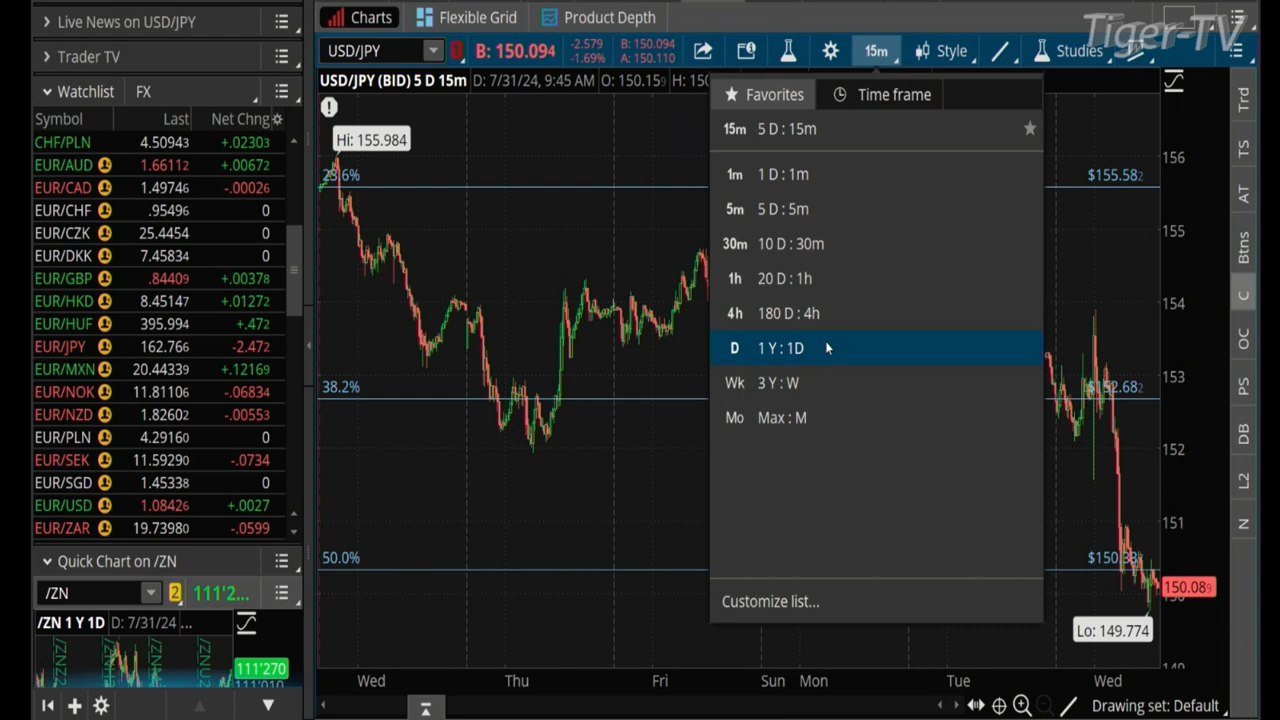 Live News on USD/JPY
Trader TV
Watchlist FX
Symbol Last Net Chng
CHF/PLN 4.50943 +.02303
EUR/AUD 1.66112 +.00672
EUR/CAD 1.49746 -.00026
EUR/CHF .95496 0
EUR/CZK 25.4454 0
EUR/DKK 7.45834 0
EUR/GBP .84409 +.00378
EUR/HKD 8.45147 +.01272
EUR/HUF 395.994 +.472
EUR/JPY 162.766 -2.472
EUR/MXN 20.44339 +.12169
EUR/NOK 11.81106 -.06834
EUR/NZD 1.82602 -.00553
EUR/PLN 4.29160 0
EUR/SEK 11.59290 -.0734
EUR/SGD 1.45338 0
EUR/USD 1.08426 +.0027
EUR/ZAR 19.73980 -.0599
Quick Chart on /ZN
/ZN 2 111'2...
/ZN 1 Y 1D D: 7/31/24 ...
111'270
111'010
Charts Flexible Grid Product Depth
Tiger-TV
USD/JPY B: 150.094 -2.579 -1.69% B: 150.094 A: 150.110 15m Style Studies
USD/JPY (BID) 5 D 15m D: 7/31/24, 9:45 AM O: 150.15 H: 150
Hi: 155.984
23.6% $155.582
38.2% $152.682
50.0%
Favorites Time frame
15m 5 D : 15m
1m 1 D : 1m
5m 5 D : 5m
30m 10 D : 30m
1h 20 D : 1h
4h 180 D : 4h
D 1 Y : 1D
Wk 3 Y : W
Mo Max : M
Customize list...
156
155
154
153
152
151
150.089
Lo: 149.774
Wed Thu Fri Sun Mon Tue Wed
Drawing set: Default
Trd
TS
AT
Btns
C
OC
PS
DB
L2
N